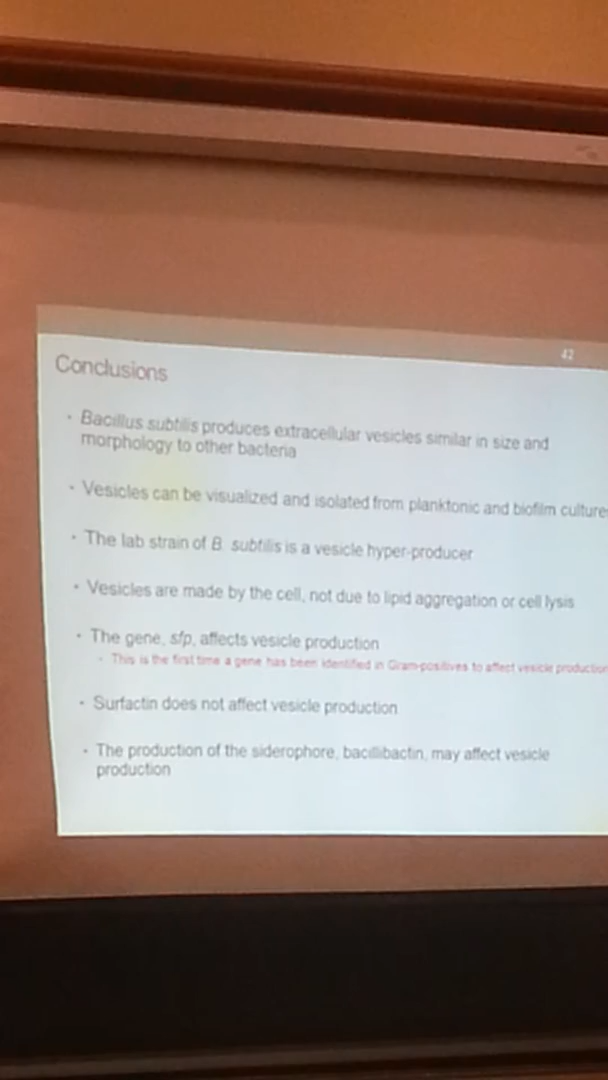 42
Conclusions
• Bacillus subtilis produces extracellular vesicles similar in size and
morphology to other bacteria
• Vesicles can be visualized and isolated from planktonic and biofilm cultures
• The lab strain of B. subtilis is a vesicle hyper-producer
• Vesicles are made by the cell, not due to lipid aggregation or cell lysis
• The gene, sfp, affects vesicle production
• This is the first time a gene has been identified in Gram-positives to affect vesicle production
• Surfactin does not affect vesicle production
• The production of the siderophore, bacillibactin, may affect vesicle
production